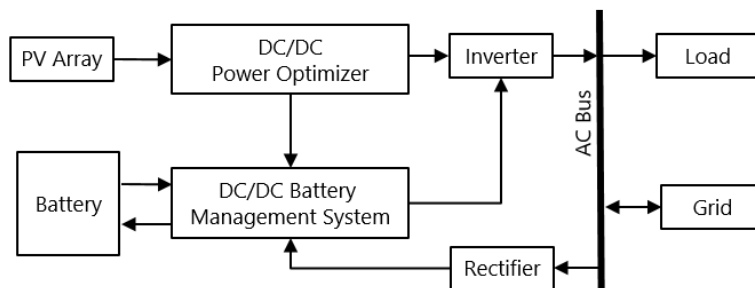 PV Array
DC/DC
Power Optimizer
Inverter
Load
AC Bus
Battery
DC/DC Battery
Management System
Grid
Rectifier